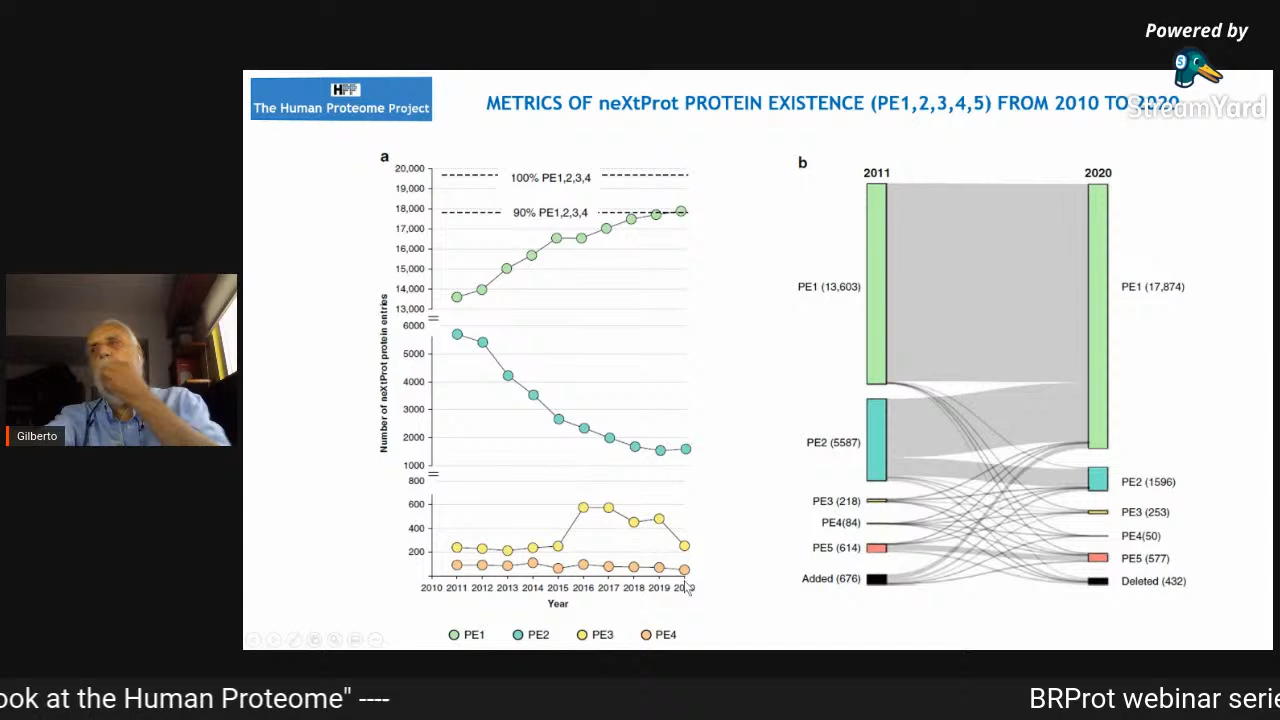 Powered by
StreamYard
HPP
The Human Proteome Project
METRICS OF neXtProt PROTEIN EXISTENCE (PE1,2,3,4,5) FROM 2010 TO 2020
a
20,000
19,000
18,000
17,000
16,000
15,000
14,000
13,000
100% PE1,2,3,4
90% PE1,2,3,4
6000
5000
4000
3000
2000
1000
800
600
400
200
Number of neXtProt protein entries
2010 2011 2012 2013 2014 2015 2016 2017 2018 2019
Year
PE1 PE2 PE3 PE4
b
2011
2020
PE1 (13,603)
PE1 (17,874)
PE2 (5587)
PE2 (1596)
PE3 (218)
PE3 (253)
PE4(84)
PE4(50)
PE5 (614)
PE5 (577)
Added (676)
Deleted (432)
Gilberto
ook at the Human Proteome" ----
BRProt webinar serie